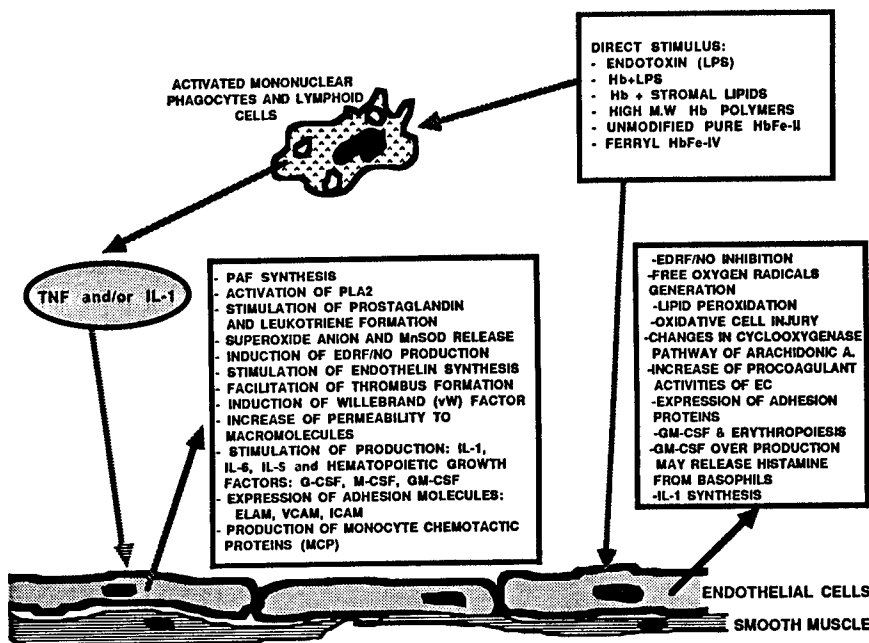 ACTIVATED MONONUCLEAR
PHAGOCYTES AND LYMPHOID
CELLS
DIRECT STIMULUS:
- ENDOTOXIN (LPS)
- Hb+LPS
- Hb + STROMAL LIPIDS
- HIGH M.W Hb POLYMERS
- UNMODIFIED PURE HbFe-II
- FERRYL HbFe-IV
TNF and/or IL-1
- PAF SYNTHESIS
- ACTIVATION OF PLA2
- STIMULATION OF PROSTAGLANDIN
AND LEUKOTRIENE FORMATION
- SUPEROXIDE ANION AND MnSOD RELEASE
- INDUCTION OF EDRF/NO PRODUCTION
- STIMULATION OF ENDOTHELIN SYNTHESIS
- FACILITATION OF THROMBUS FORMATION
- INDUCTION OF WILLEBRAND (vW) FACTOR
- INCREASE OF PERMEABILITY TO
MACROMOLECULES
- STIMULATION OF PRODUCTION: IL-1,
IL-6, IL-5 and HEMATOPOIETIC GROWTH
FACTORS: G-CSF, M-CSF, GM-CSF
- EXPRESSION OF ADHESION MOLECULES:
ELAM, VCAM, ICAM
- PRODUCTION OF MONOCYTE CHEMOTACTIC
PROTEINS (MCP)
-EDRF/NO INHIBITION
-FREE OXYGEN RADICALS
GENERATION
-LIPID PEROXIDATION
-OXIDATIVE CELL INJURY
-CHANGES IN CYCLOOXYGENASE
PATHWAY OF ARACHIDONIC A.
-INCREASE OF PROCOAGULANT
ACTIVITIES OF EC
-EXPRESSION OF ADHESION
PROTEINS
-GM-CSF & ERYTHROPOIESIS
-GM-CSF OVER PRODUCTION
MAY RELEASE HISTAMINE
FROM BASOPHILS
-IL-1 SYNTHESIS
ENDOTHELIAL CELLS
SMOOTH MUSCLE